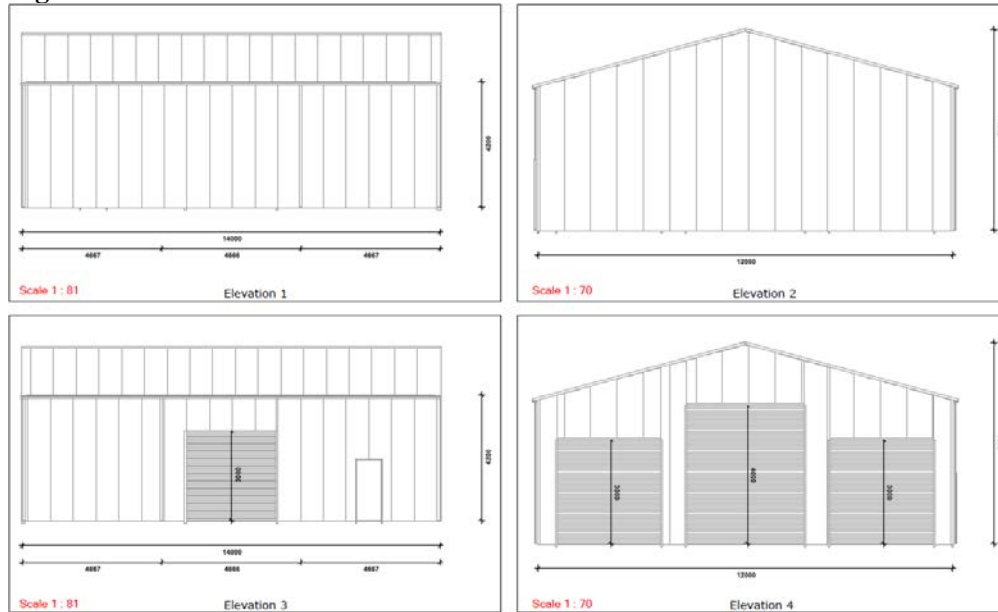 4200
14000
4667 4666 4667
Scale 1 : 81 Elevation 1
12000
Scale 1 : 70 Elevation 2
3000
4200
14000
4667 4666 4667
Scale 1 : 81 Elevation 3
3000 4000 3000
12000
Scale 1 : 70 Elevation 4